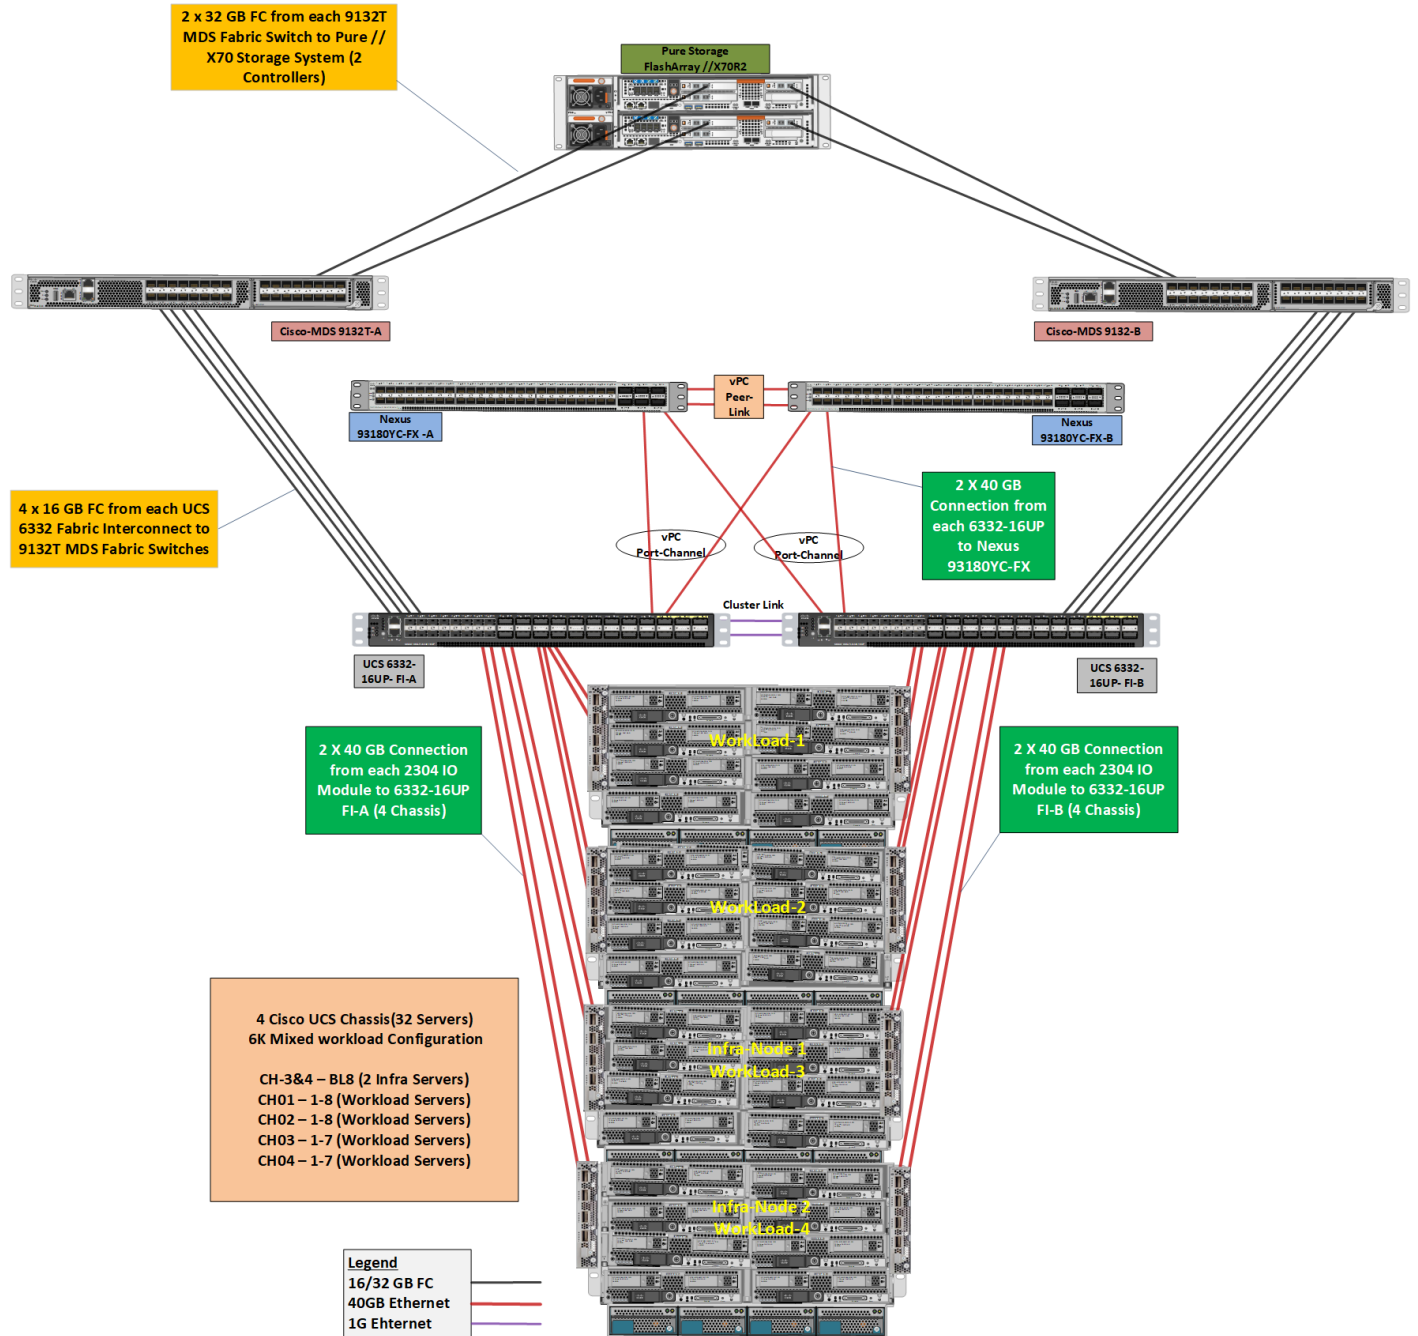 2 x 32 GB FC from each 9132T
MDS Fabric Switch to Pure //
X70 Storage System (2
Controllers)
Pure Storage
FlashArray //X70R2
Cisco-MDS 9132T-A
Cisco-MDS 9132-B
vPC
Peer-
Link
Nexus
93180YC-FX -A
Nexus
93180YC-FX-B
4 x 16 GB FC from each UCS
6332 Fabric Interconnect to
9132T MDS Fabric Switches
2 X 40 GB
Connection from
each 6332-16UP
to Nexus
93180YC-FX
vPC
Port-Channel
vPC
Port-Channel
Cluster Link
UCS 6332-
16UP- FI-A
UCS 6332-
16UP- FI-B
2 X 40 GB Connection
from each 2304 IO
Module to 6332-16UP
FI-A (4 Chassis)
2 X 40 GB Connection
from each 2304 IO
Module to 6332-16UP
FI-B (4 Chassis)
WorkLoad-1
WorkLoad-2
Infra-Node 1
WorkLoad-3
Infra-Node 2
WorkLoad-4
4 Cisco UCS Chassis(32 Servers)
6K Mixed workload Configuration
CH-3&4 – BL8 (2 Infra Servers)
CH01 – 1-8 (Workload Servers)
CH02 – 1-8 (Workload Servers)
CH03 – 1-7 (Workload Servers)
CH04 – 1-7 (Workload Servers)
Legend
16/32 GB FC
40GB Ethernet
1G Ehternet